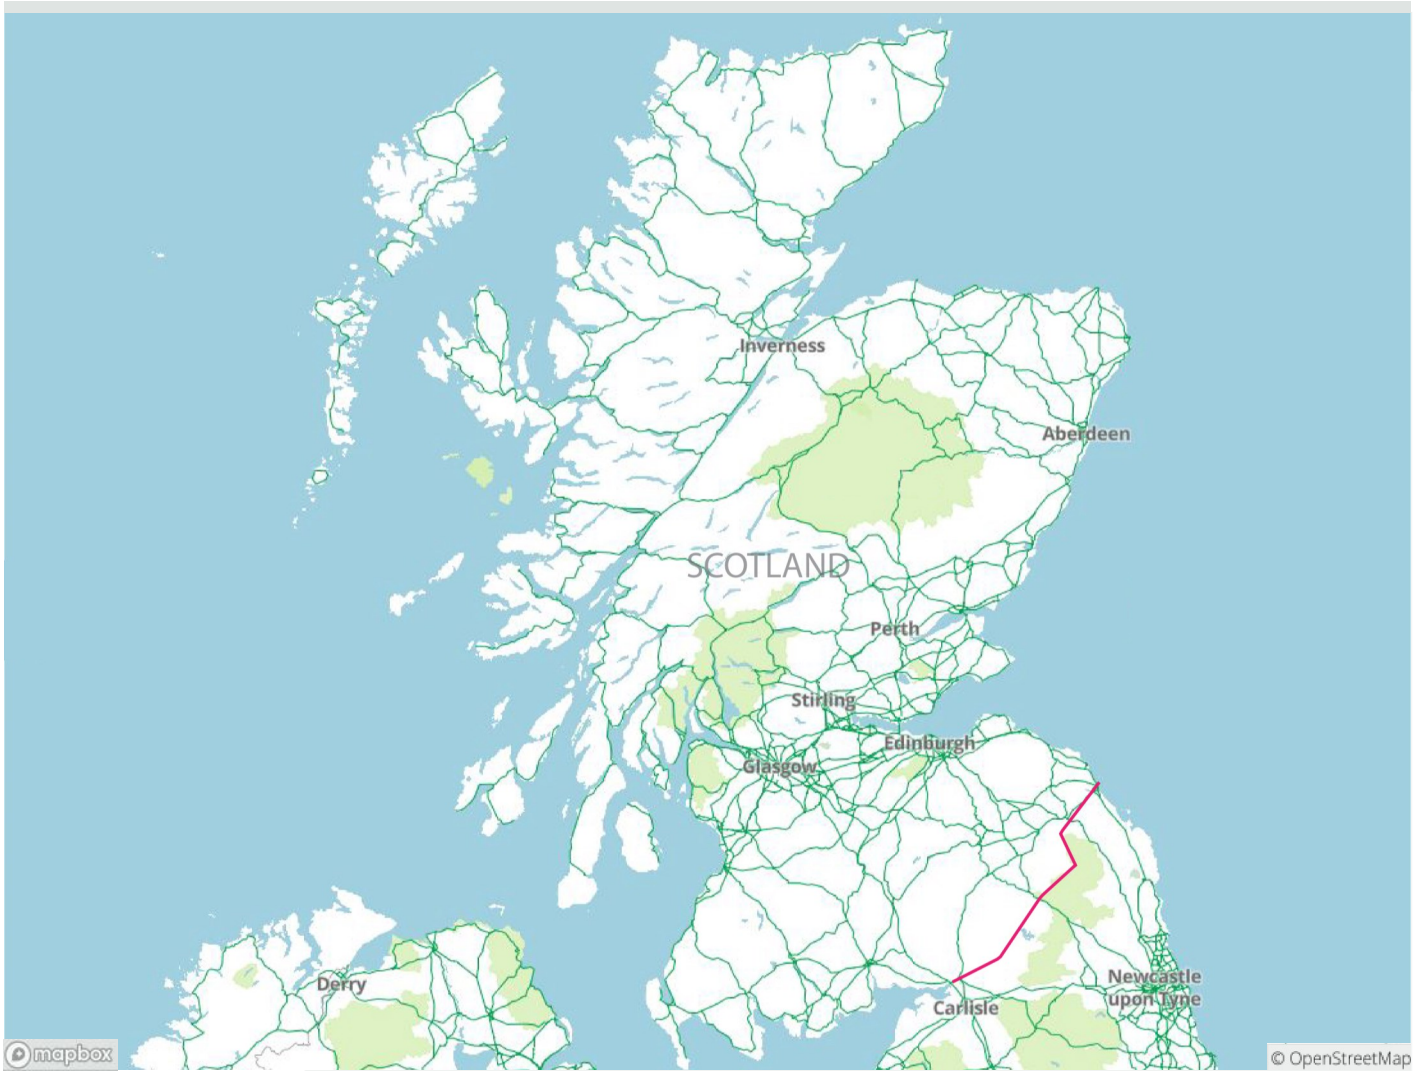 Inverness
Aberdeen
SCOTLAND
Perth
Stirling
Edinburgh
Glasgow
Derry
Newcastle
upon Tyne
Carlisle
mapbox
© OpenStreetMap